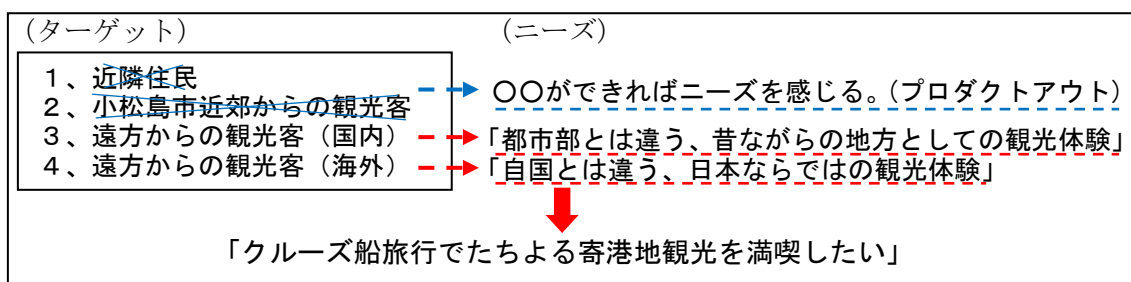 （ターゲット）
（ニーズ）
１、近隣住民
２、小松島市近郊からの観光客
３、遠方からの観光客（国内）
４、遠方からの観光客（海外）
〇〇ができればニーズを感じる。（プロダクトアウト）
「都市部とは違う、昔ながらの地方としての観光体験」
「自国とは違う、日本ならではの観光体験」
「クルーズ船旅行でたちよる寄港地観光を満喫したい」